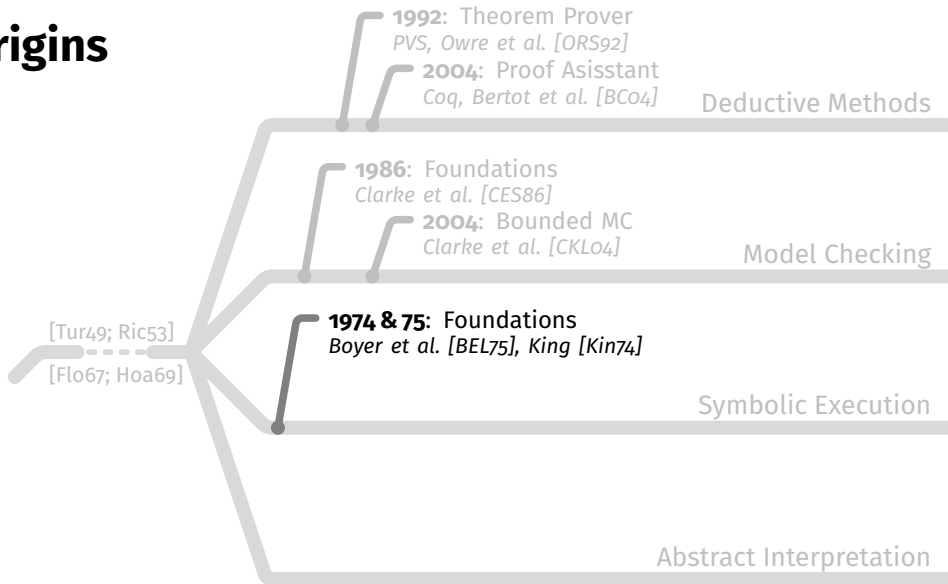 rigins
1992: Theorem Prover
PVS, Owre et al. [ORS92]
2004: Proof Asisstant
Coq, Bertot et al. [BC04]
Deductive Methods
1986: Foundations
Clarke et al. [CES86]
2004: Bounded MC
Clarke et al. [CKL04]
Model Checking
1974 & 75: Foundations
Boyer et al. [BEL75], King [Kin74]
[Tur49; Ric53]
[Flo67; Hoa69]
Symbolic Execution
Abstract Interpretation